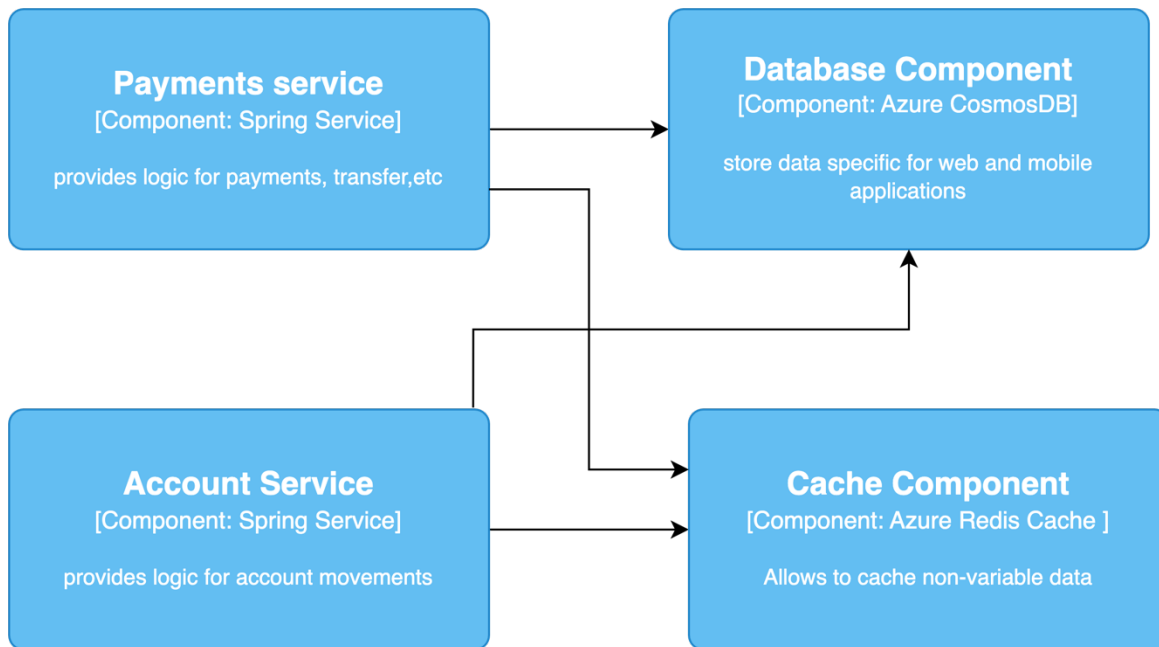 Payments service
[Component: Spring Service]
provides logic for payments, transfer,etc
Database Component
[Component: Azure CosmosDB]
store data specific for web and mobile
applications
Account Service
[Component: Spring Service]
provides logic for account movements
Cache Component
[Component: Azure Redis Cache ]
Allows to cache non-variable data